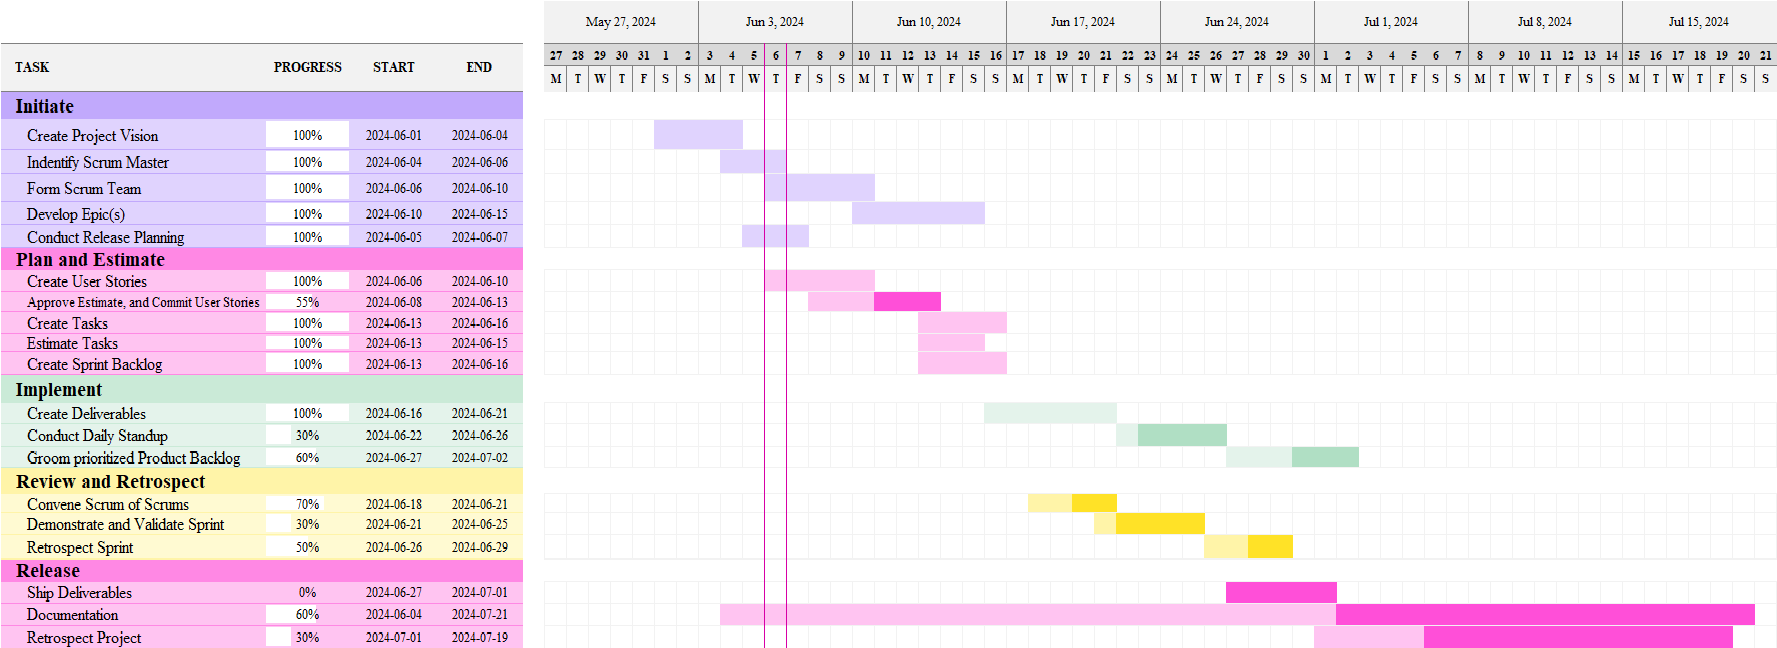 May 27, 2024 Jun 3, 2024 Jun 10, 2024 Jun 17, 2024 Jun 24, 2024 Jul 1, 2024 Jul 8, 2024 Jul 15, 2024
27 28 29 30 31 1 2 3 4 5 6 7 8 9 10 11 12 13 14 15 16 17 18 19 20 21 22 23 24 25 26 27 28 29 30 1 2 3 4 5 6 7 8 9 10 11 12 13 14 15 16 17 18 19 20 21
TASK PROGRESS START END
M T W T F S S M T W T F S S M T W T F S S M T W T F S S M T W T F S S M T W T F S S M T W T F S S M T W T F S S
Initiate
Create Project Vision 100% 2024-06-01 2024-06-04
Indentify Scrum Master 100% 2024-06-04 2024-06-06
Form Scrum Team 100% 2024-06-06 2024-06-10
Develop Epic(s) 100% 2024-06-10 2024-06-15
Conduct Release Planning 100% 2024-06-05 2024-06-07
Plan and Estimate
Create User Stories 100% 2024-06-06 2024-06-10
Approve Estimate, and Commit User Stories 55% 2024-06-08 2024-06-13
Create Tasks 100% 2024-06-13 2024-06-16
Estimate Tasks 100% 2024-06-13 2024-06-15
Create Sprint Backlog 100% 2024-06-13 2024-06-16
Implement
Create Deliverables 100% 2024-06-16 2024-06-21
Conduct Daily Standup 30% 2024-06-22 2024-06-26
Groom prioritized Product Backlog 60% 2024-06-27 2024-07-02
Review and Retrospect
Convene Scrum of Scrums 70% 2024-06-18 2024-06-21
Demonstrate and Validate Sprint 30% 2024-06-21 2024-06-25
Retrospect Sprint 50% 2024-06-26 2024-06-29
Release
Ship Deliverables 0% 2024-06-27 2024-07-01
Documentation 60% 2024-06-04 2024-07-21
Retrospect Project 30% 2024-07-01 2024-07-19